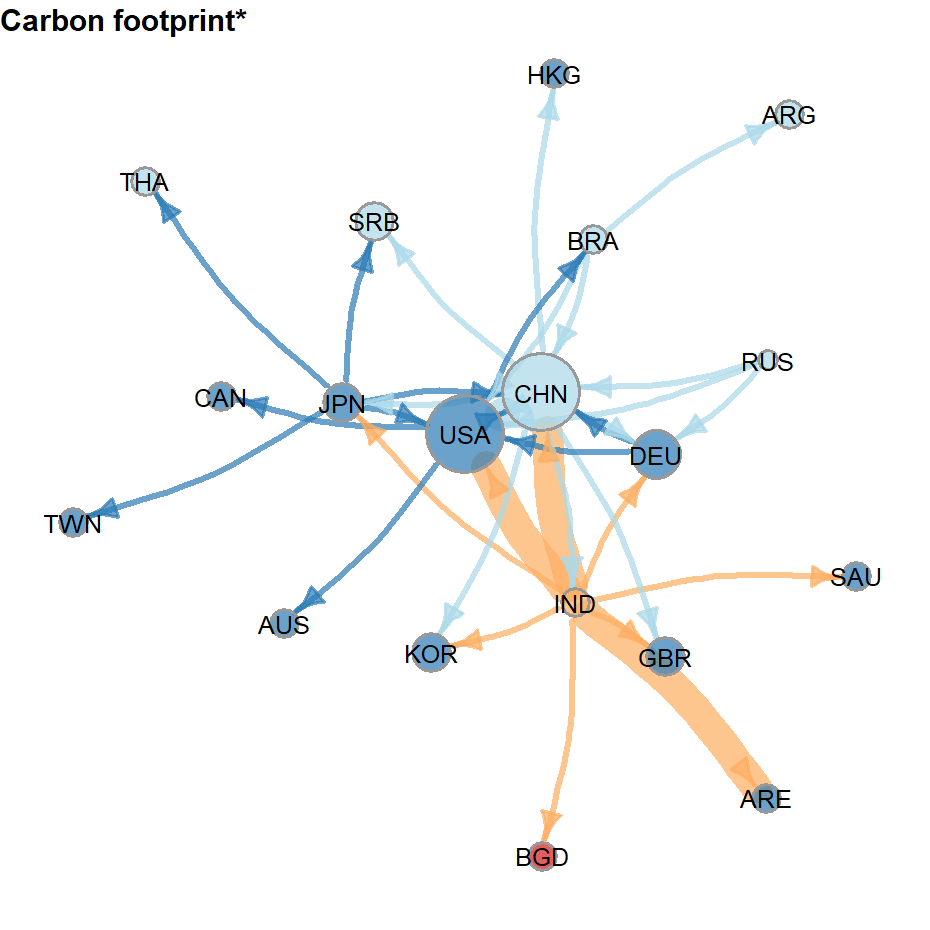 Carbon footprint*
HKG
ARG
THA
SRB
BRA
RUS
CAN
JPN
CHN
USA
DEU
TWN
SAU
IND
AUS
KOR
GBR
ARE
BGD